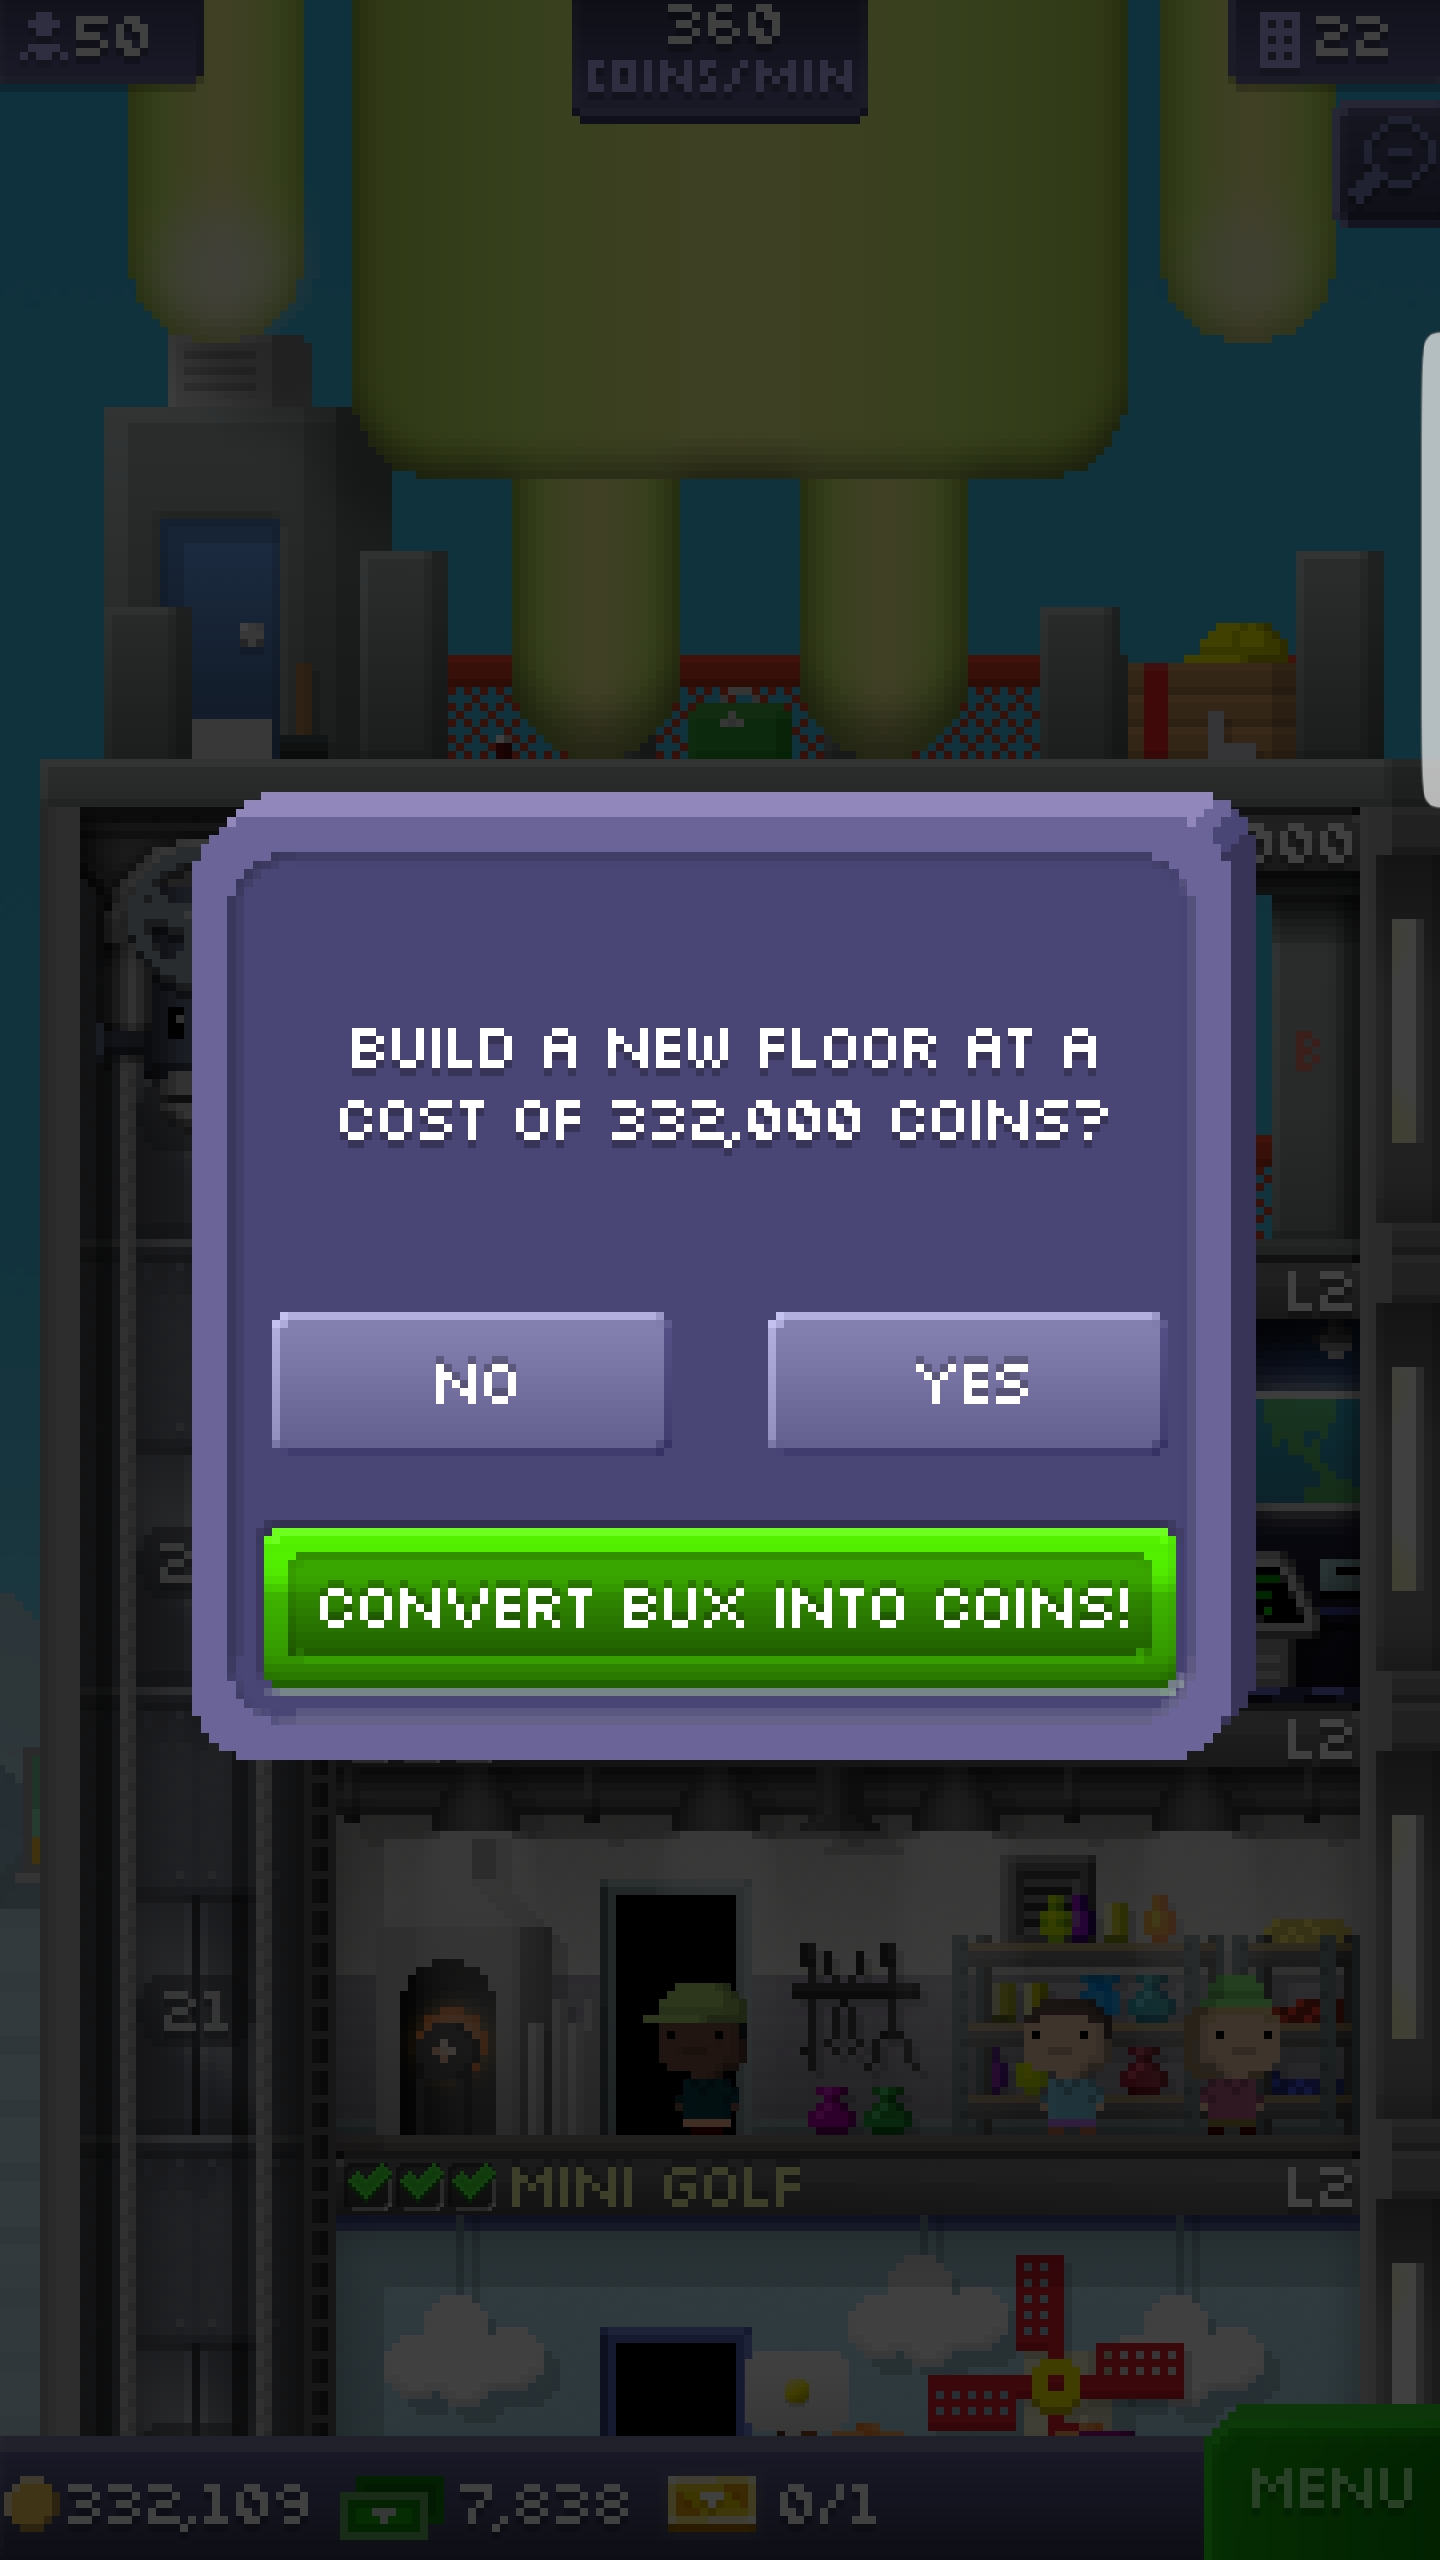 50
360
COINS/MIN
22
000
B
BUILD A NEW FLOOR AT A
COST OF 332,000 COINS?
L2
NO
YES
CONVERT BUX INTO COINS!
L2
21
MINI GOLF
L2
332,109
7,838
0/1
MENU